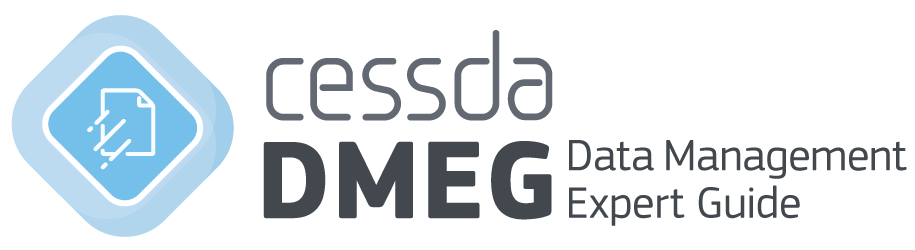 cessda
DMEG
Data Management
Expert Guide